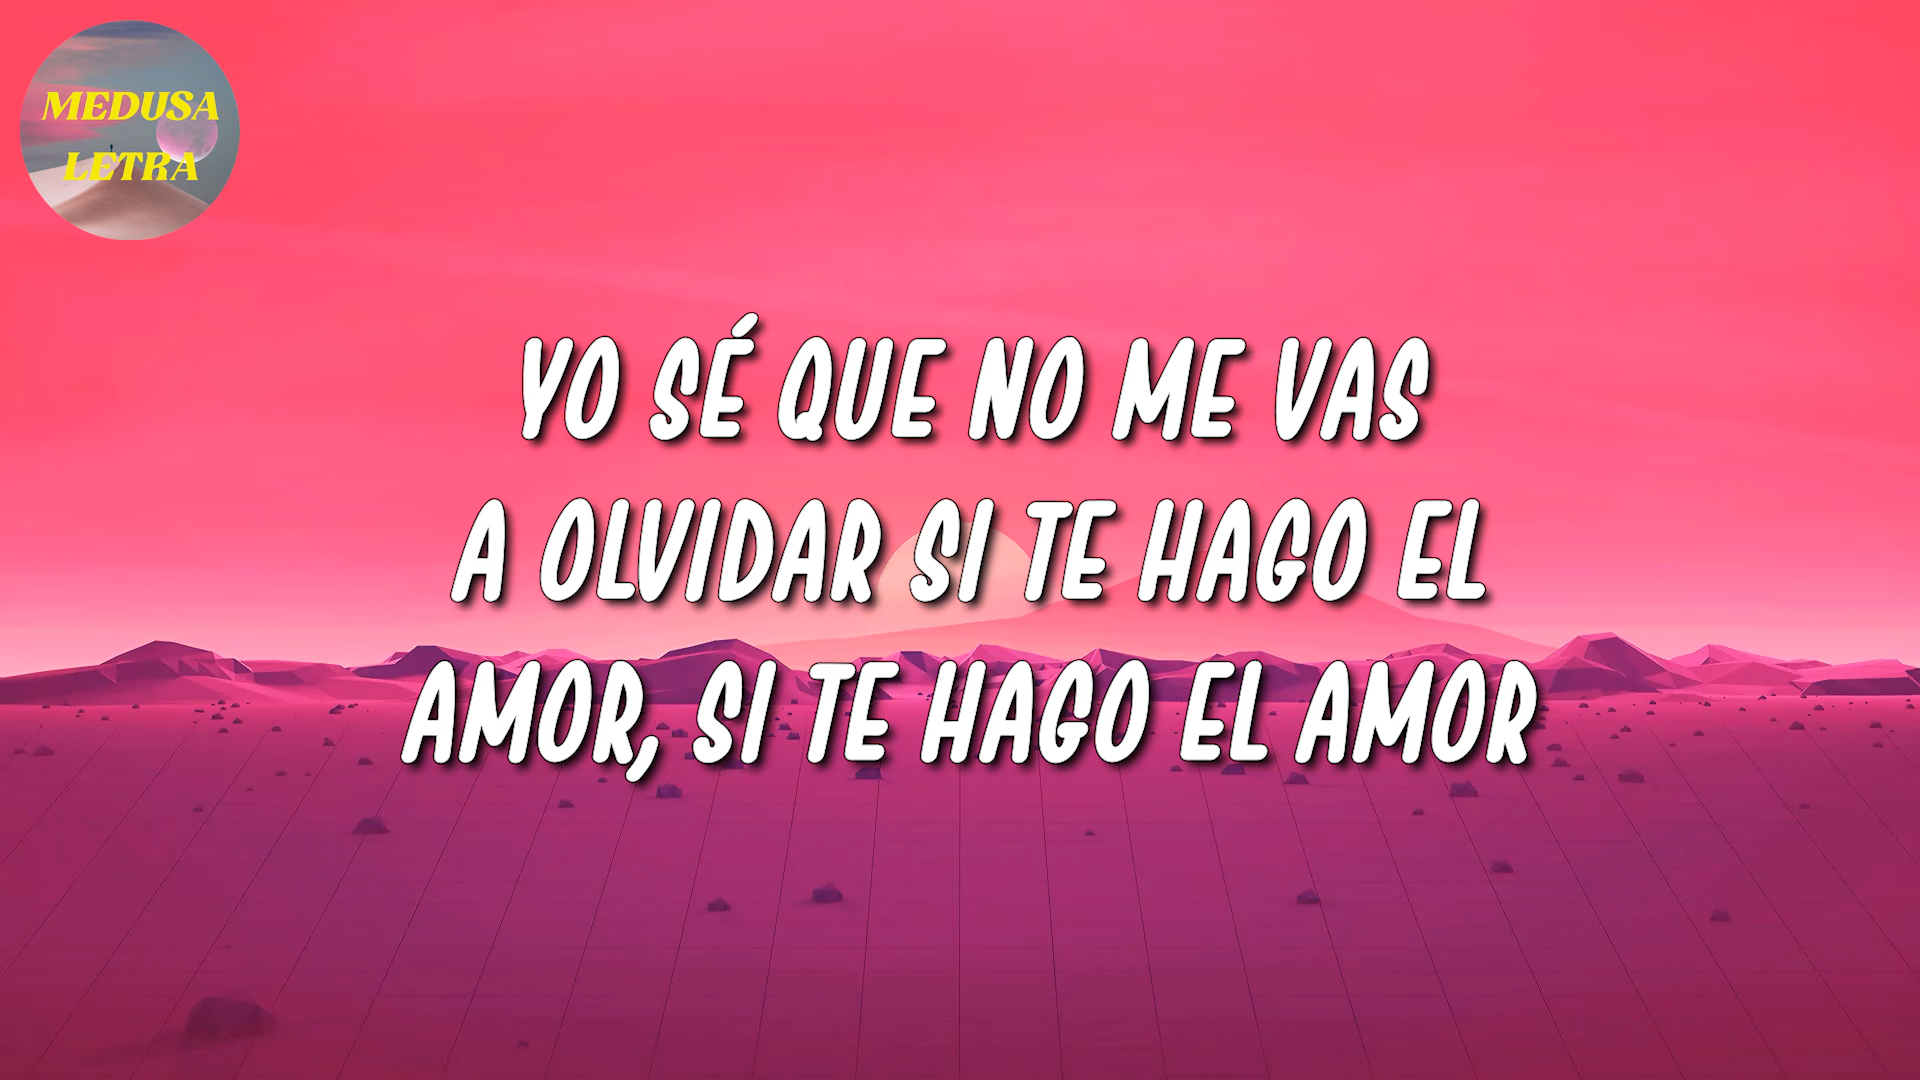 MEDUSA
LETRA
YO SÉ QUE NO ME VAS
A OLVIDAR SI TE HAGO EL
AMOR, SI TE HAGO EL AMOR